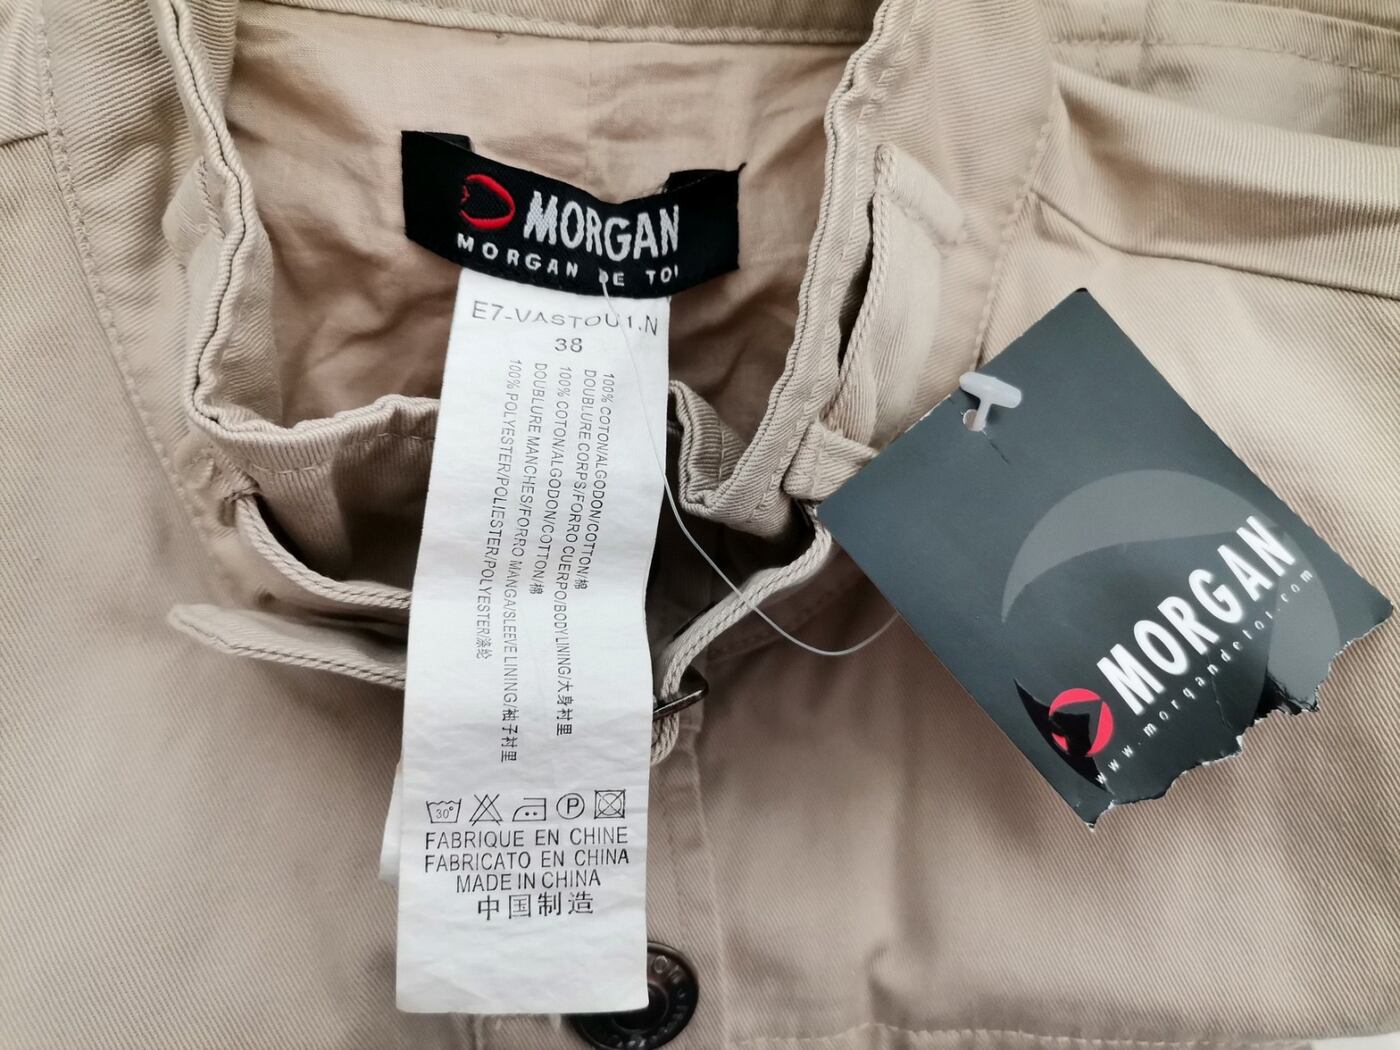 MORGAN
MORGAN DE TOI
E7-VASTOU1.N
38
100% COTON/ALGODON/COTTON/棉
DOUBLURE CORPS/FORRO CUERPO/BODY LINING/大身衬里
100% COTON/ALGODON/COTTON/棉
DOUBLURE MANCHES/FORRO MANGA/SLEEVE LINING/袖子衬里
100% POLYESTER/POLIESTER/POLYESTER/涤纶
30°
P
FABRIQUE EN CHINE
FABRICATO EN CHINA
MADE IN CHINA
中国制造
MORGAN
www.morgandetoi.com